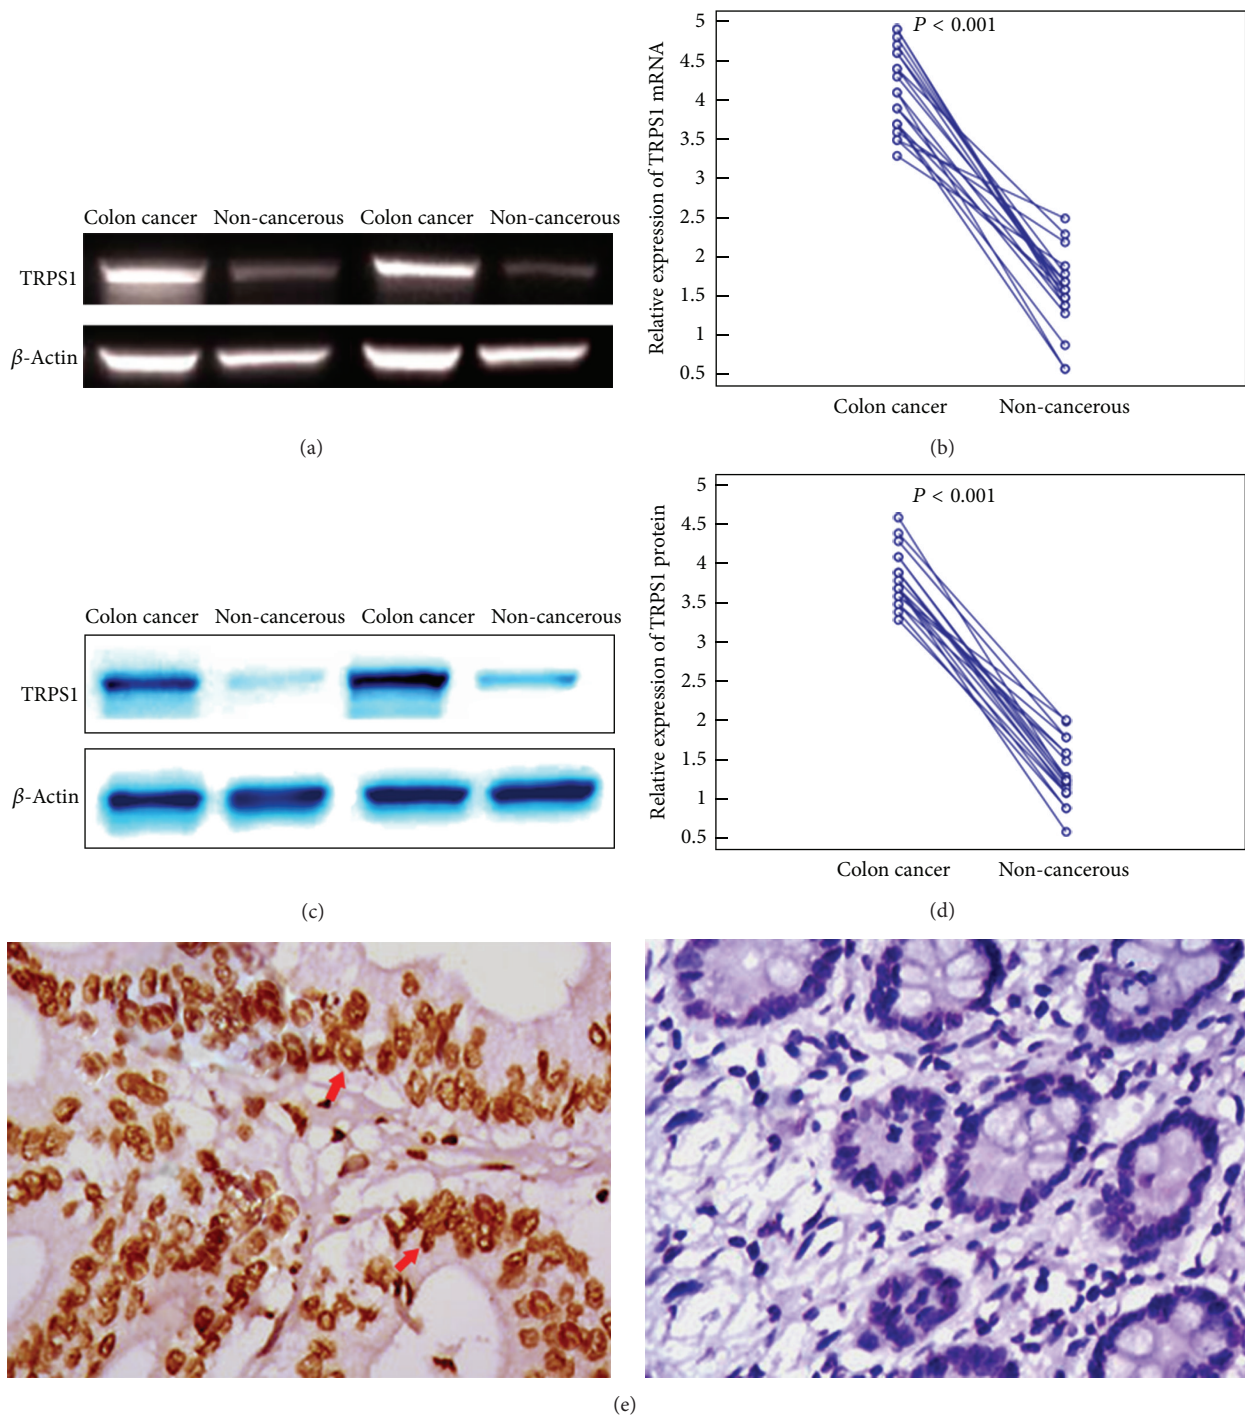 Colon cancer Non-cancerous Colon cancer Non-cancerous
TRPS1
β-Actin
(a)
Relative expression of TRPS1 mRNA
5
4.5
4
3.5
3
2.5
2
1.5
1
0.5
P < 0.001
Colon cancer Non-cancerous
(b)
Colon cancer Non-cancerous Colon cancer Non-cancerous
TRPS1
β-Actin
(c)
Relative expression of TRPS1 protein
5
4.5
4
3.5
3
2.5
2
1.5
1
0.5
P < 0.001
Colon cancer Non-cancerous
(d)
(e)